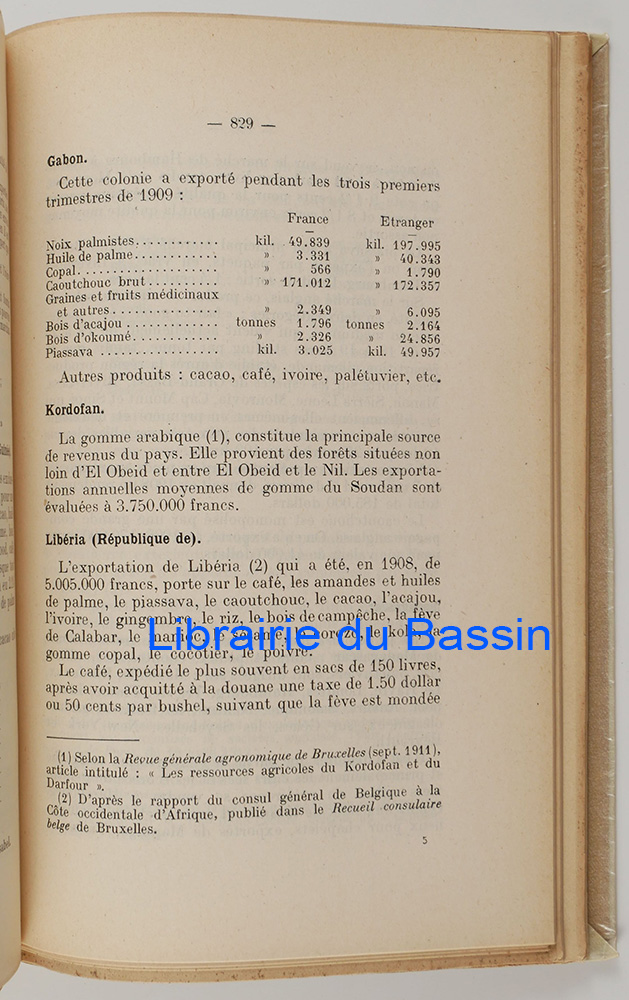 — 829 —
Gabon.
Cette colonie a exporté pendant les trois premiers
trimestres de 1909 :
France Etranger
Noix palmistes............ kil. 49.839 kil. 197.995
Huile de palme............ » 3.331 » 40.343
Copal.................... » 566 » 1.790
Caoutchouc brut.......... » 171.012 » 172.357
Graines et fruits médicinaux
et autres............... » 2.349 » 6.095
Bois d'acajou............. tonnes 1.796 tonnes 2.164
Bois d'okoumé............ » 2.326 » 24.856
Piassava ................. kil. 3.025 kil. 49.957
Autres produits : cacao, café, ivoire, palétuvier, etc.
Kordofan.
La gomme arabique (1), constitue la principale source
de revenus du pays. Elle provient des forêts situées non
loin d'El Obeid et entre El Obeid et le Nil. Les exporta-
tions annuelles moyennes de gomme du Soudan sont
évaluées à 3.750.000 francs.
Libéria (République de).
L'exportation de Libéria (2) qui a été, en 1908, de
5.005.000 francs, porte sur le café, les amandes et huiles
de palme, le piassava, le caoutchouc, le cacao, l'acajou,
l'ivoire, le gingembre, le riz, le bois de campêche, la fève
de Calabar, le manioc, le sésame, le kola, la
Librairie du Bassin
gomme copal, le cocotier, le poivre.
Le café, expédié le plus souvent en sacs de 150 livres,
après avoir acquitté à la douane une taxe de 1.50 dollar
ou 50 cents par bushel, suivant que la fève est mondée
(1) Selon la Revue générale agronomique de Bruxelles (sept. 1911),
article intitulé : « Les ressources agricoles du Kordofan et du
Darfour ».
(2) D'après le rapport du consul général de Belgique à la
Côte occidentale d'Afrique, publié dans le Recueil consulaire
belge de Bruxelles.
5